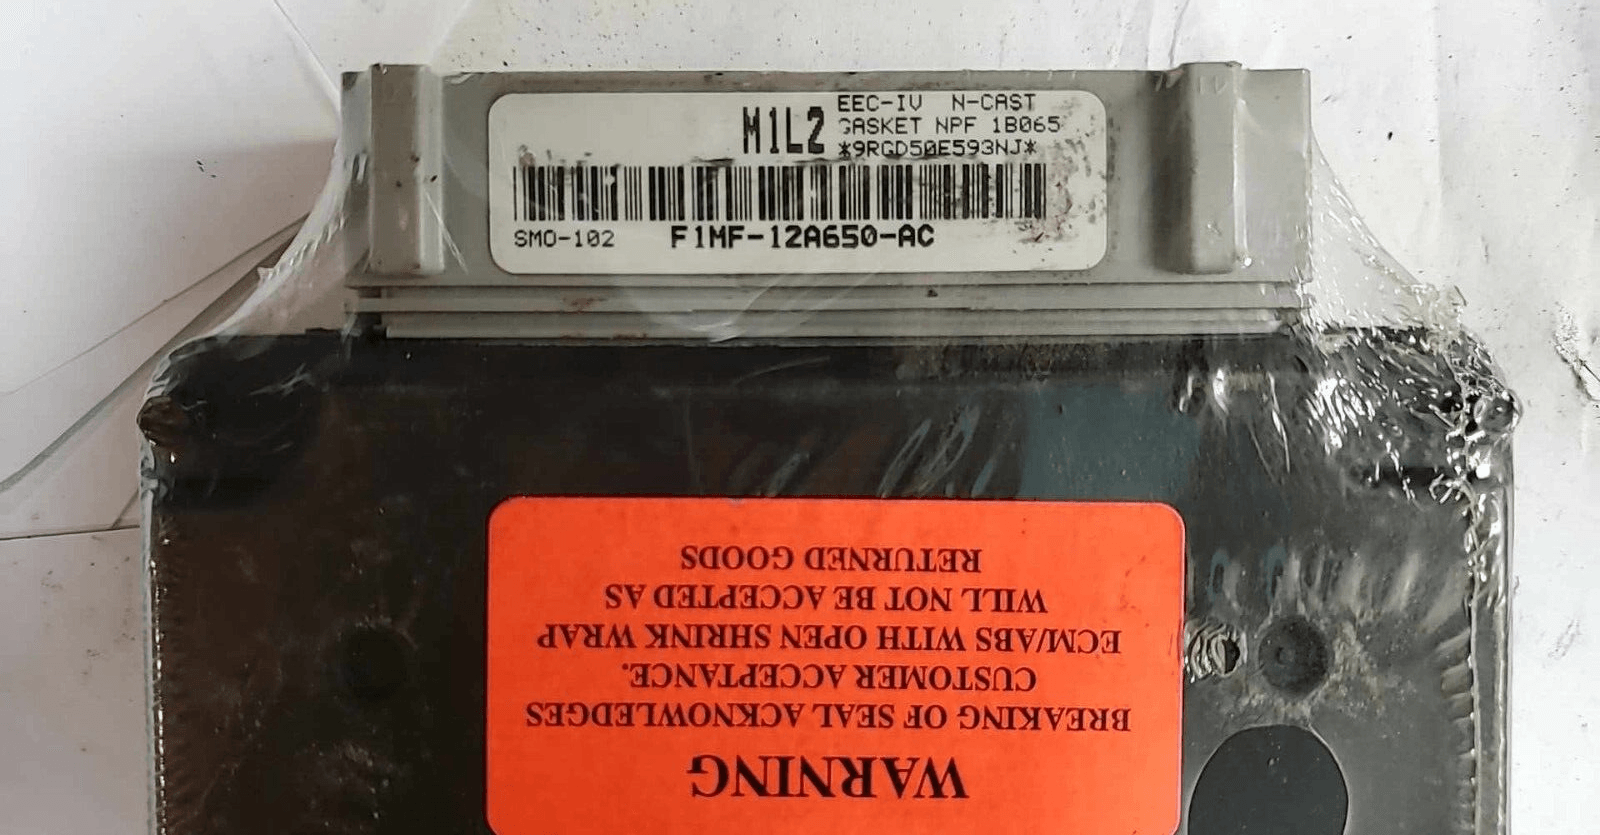 M1L2
EEC-IV N-CAST
GASKET NPF 1B065
*9RGD50E593NJ*
SMO-102 F1MF-12A650-AC
WARNING
BREAKING OF SEAL ACKNOWLEDGES
CUSTOMER ACCEPTANCE.
ECM/ABS WITH OPEN SHRINK WRAP
WILL NOT BE ACCEPTED AS
RETURNED GOODS